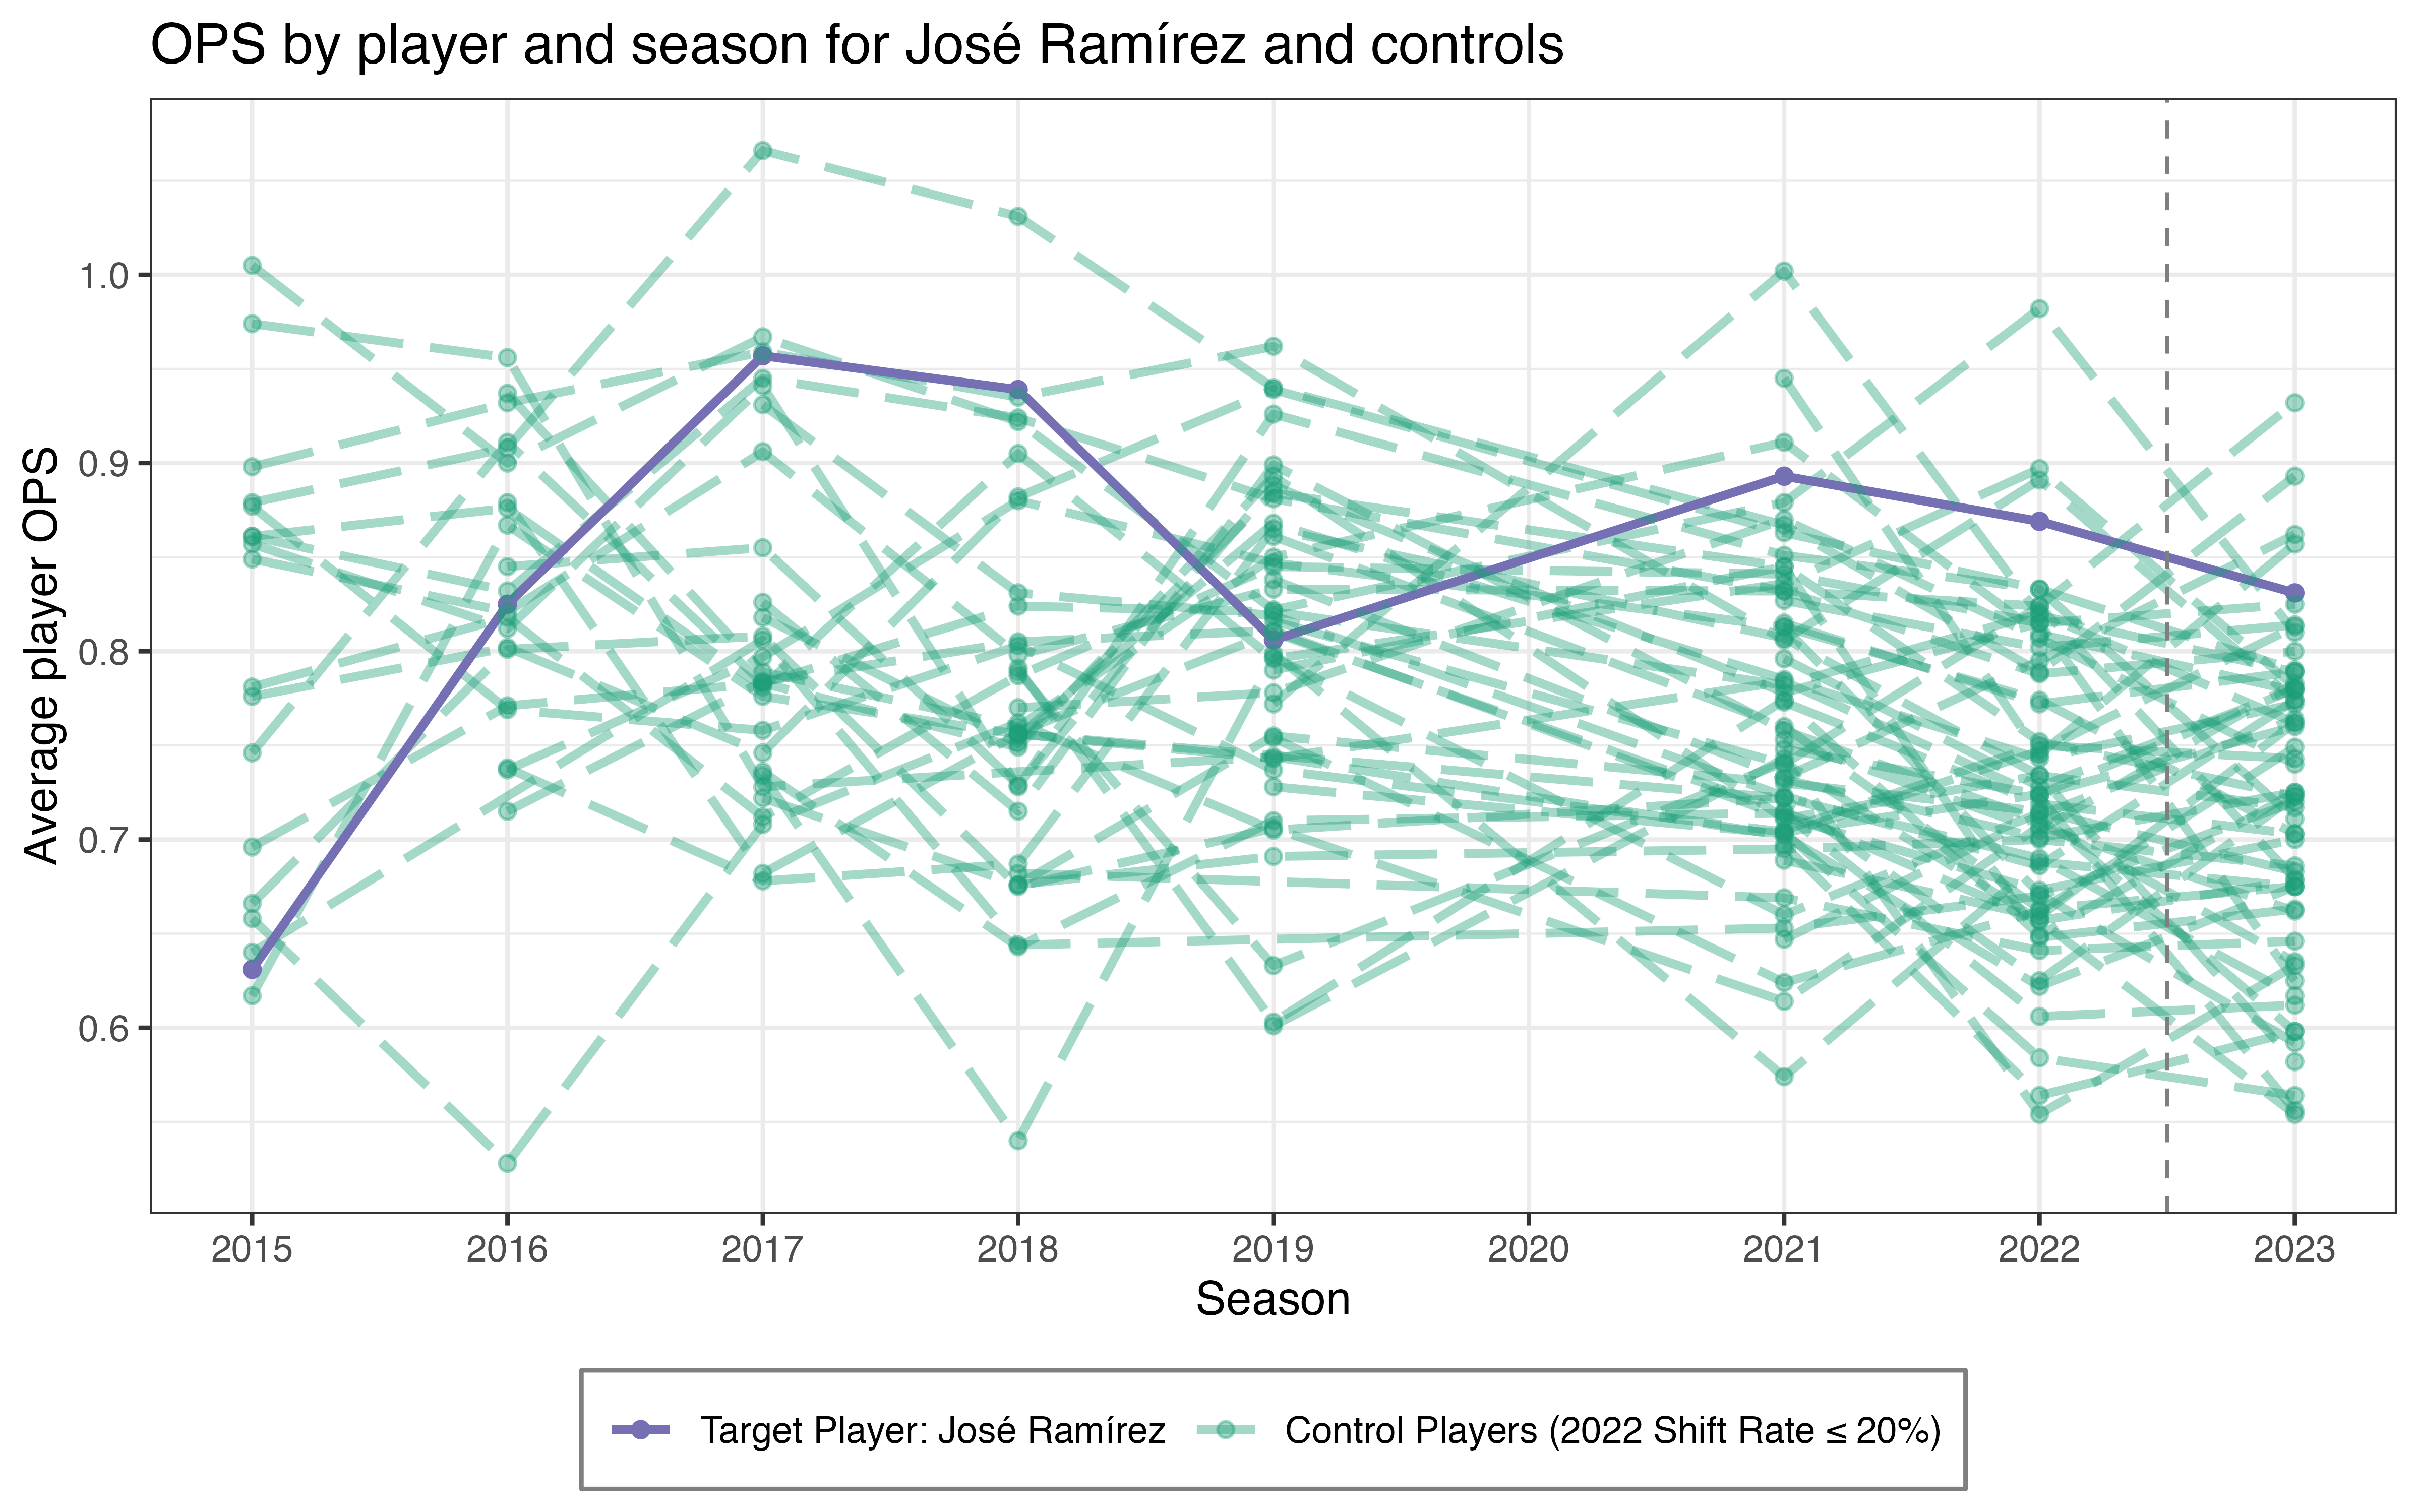 OPS by player and season for José Ramírez and controls
Average player OPS
1.0
0.9
0.8
0.7
0.6
2015 2016 2017 2018 2019 2020 2021 2022 2023
Season
Target Player: José Ramírez Control Players (2022 Shift Rate ≤ 20%)